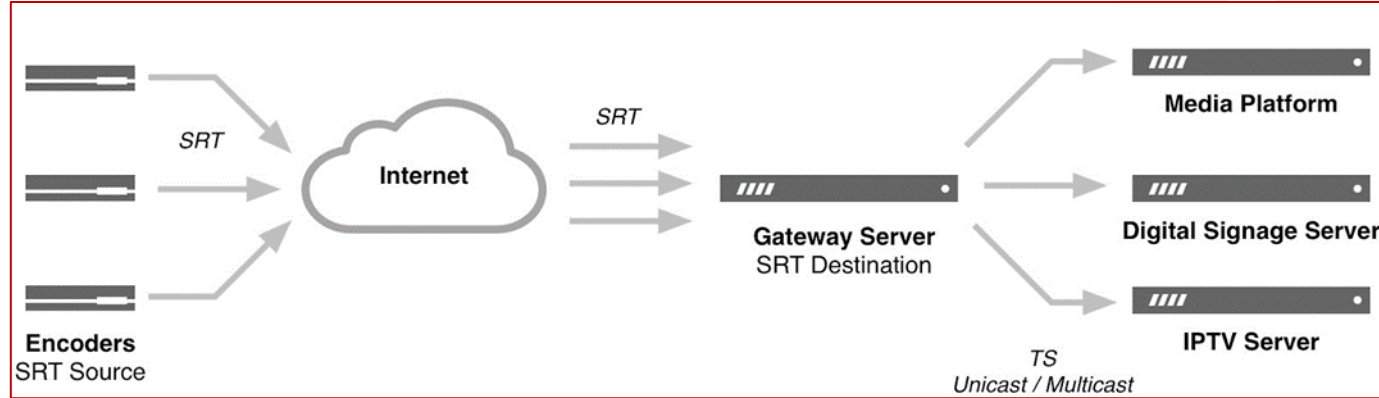 SRT
Encoders
SRT Source
Internet
SRT
Gateway Server
SRT Destination
Media Platform
Digital Signage Server
IPTV Server
TS
Unicast / Multicast